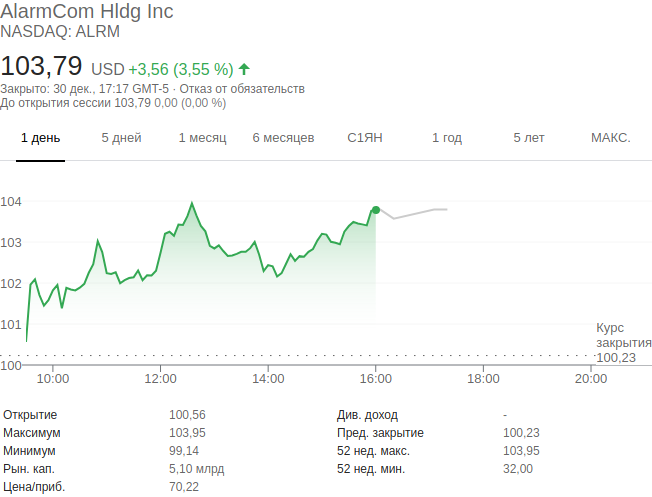 AlarmCom Hldg Inc
NASDAQ: ALRM
103,79 USD +3,56 (3,55 %)
Закрыто: 30 дек., 17:17 GMT-5 · Отказ от обязательств
До открытия сессии 103,79 0,00 (0,00 %)
1 день 5 дней 1 месяц 6 месяцев С1ЯН 1 год 5 лет МАКС.
104
103
102
101
100
Курс
закрытия
100,23
10:00 12:00 14:00 16:00 18:00 20:00
Открытие 100,56 Див. доход -
Максимум 103,95 Пред. закрытие 100,23
Минимум 99,14 52 нед. макс. 103,95
Рын. кап. 5,10 млрд 52 нед. мин. 32,00
Цена/приб. 70,22